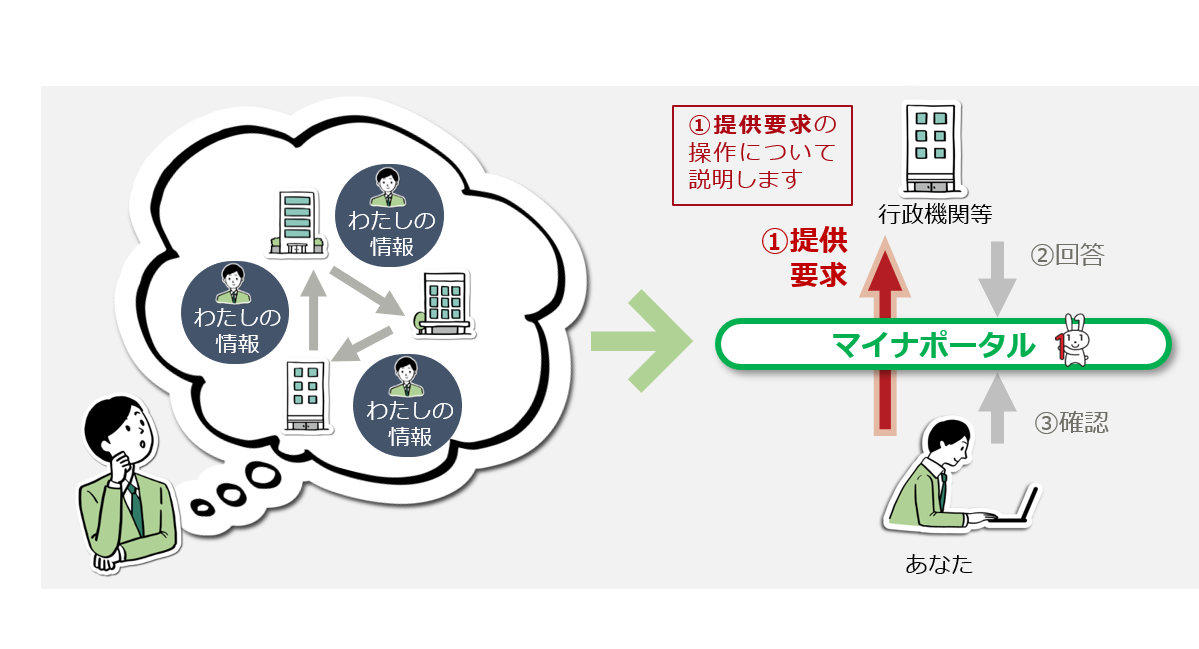 わたしの
情報
わたしの
情報
わたしの
情報
①提供要求の
操作について
説明します
行政機関等
①提供
要求
②回答
マイナポータル
1
③確認
あなた